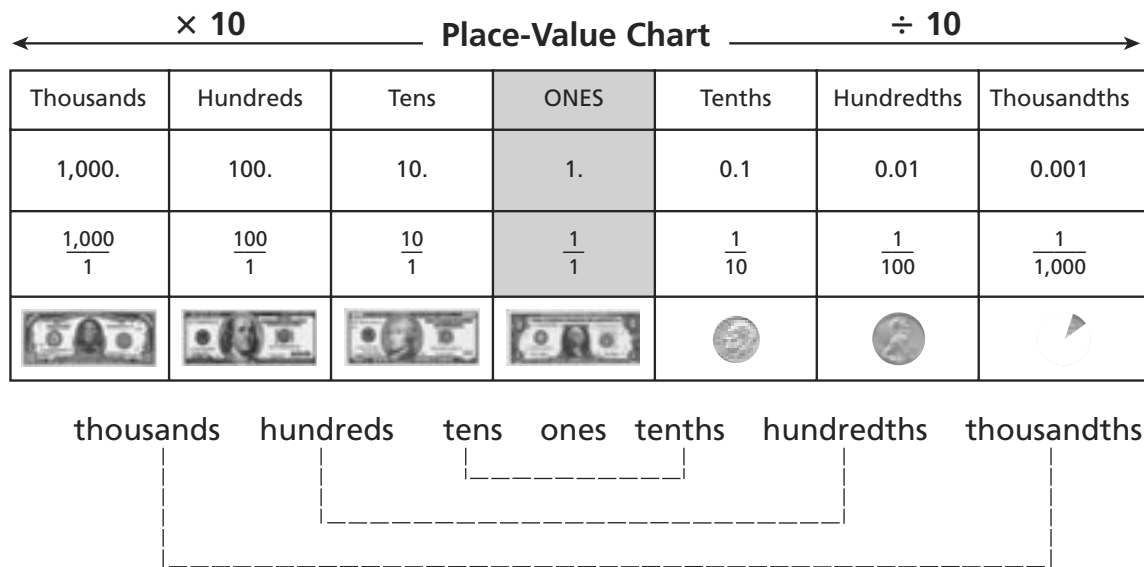 × 10 Place-Value Chart ÷ 10
Thousands Hundreds Tens ONES Tenths Hundredths Thousandths
1,000. 100. 10. 1. 0.1 0.01 0.001
1,000/1 100/1 10/1 1/1 1/10 1/100 1/1,000
thousands hundreds tens ones tenths hundredths thousandths